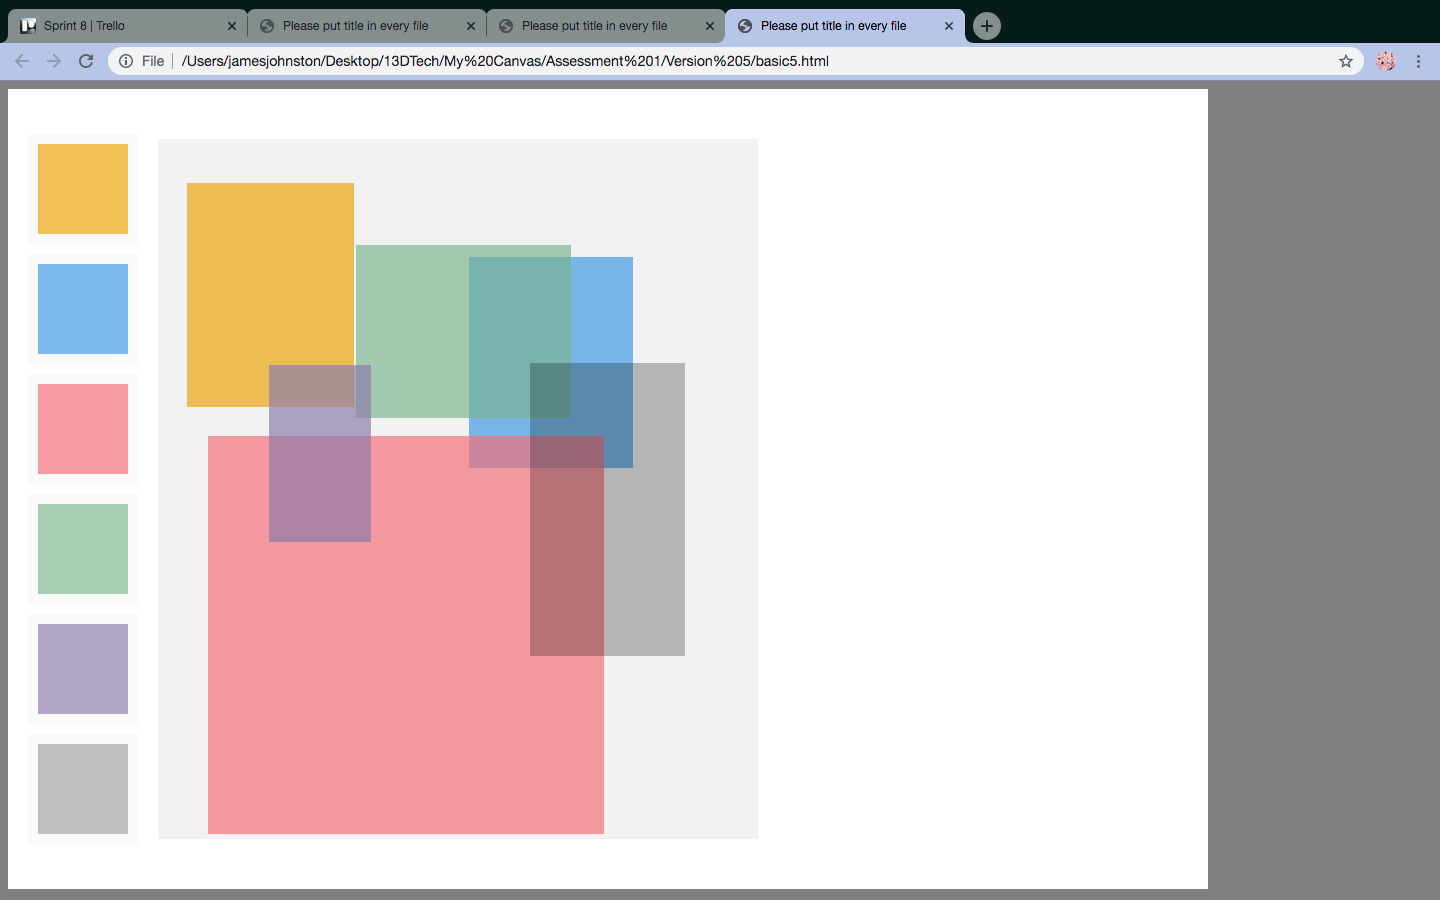 Sprint 8 | Trello
Please put title in every file
Please put title in every file
Please put title in every file
File
/Users/jamesjohnston/Desktop/13DTech/My%20Canvas/Assessment%201/Version%205/basic5.html